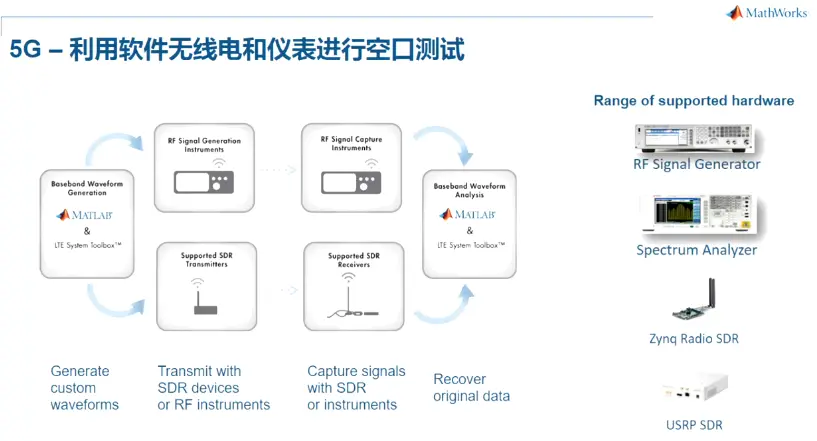 MathWorks
5G – 利用软件无线电和仪表进行空口测试
RF Signal Generation
Instruments
RF Signal Capture
Instruments
Baseband Waveform
Generation
MATLAB®
&
LTE System Toolbox™
Baseband Waveform
Analysis
MATLAB®
&
LTE System Toolbox™
Supported SDR
Transmitters
Supported SDR
Receivers
Generate
custom
waveforms
Transmit with
SDR devices
or RF instruments
Capture signals
with SDR
or instruments
Recover
original data
Range of supported hardware
RF Signal Generator
Spectrum Analyzer
Zynq Radio SDR
USRP SDR